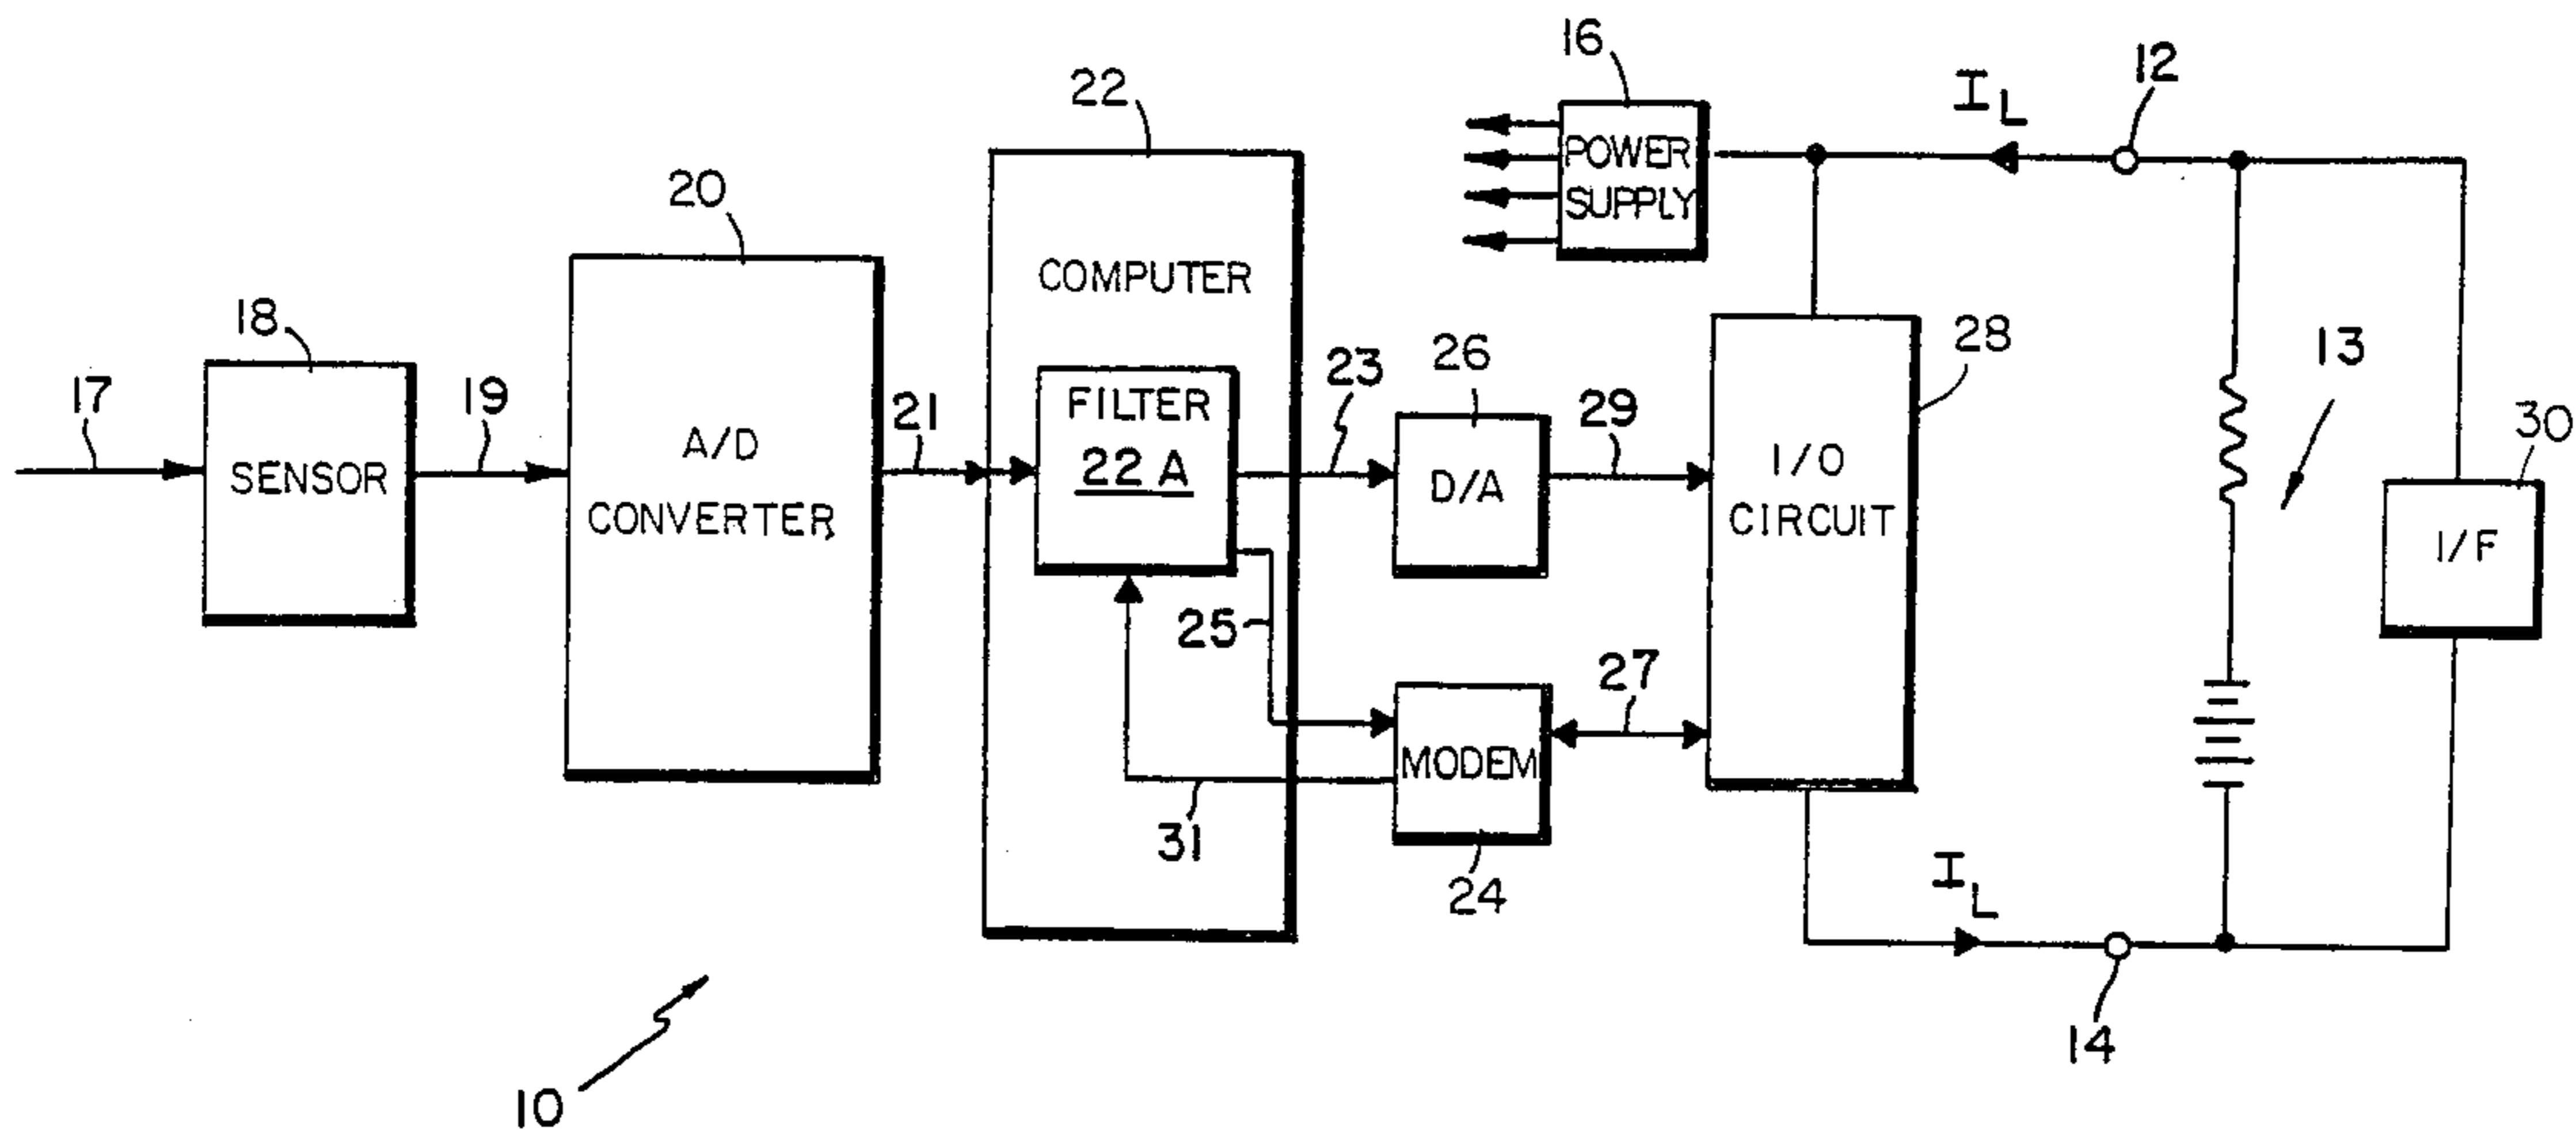 16
12
I L
22
POWER
SUPPLY
20
COMPUTER
18
28
13
17
19
21
FILTER
22 A
23
26
29
30
SENSOR
A/D
CONVERTER
D/A
I/O
CIRCUIT
I/F
25
27
MODEM
31
24
I L
14
10